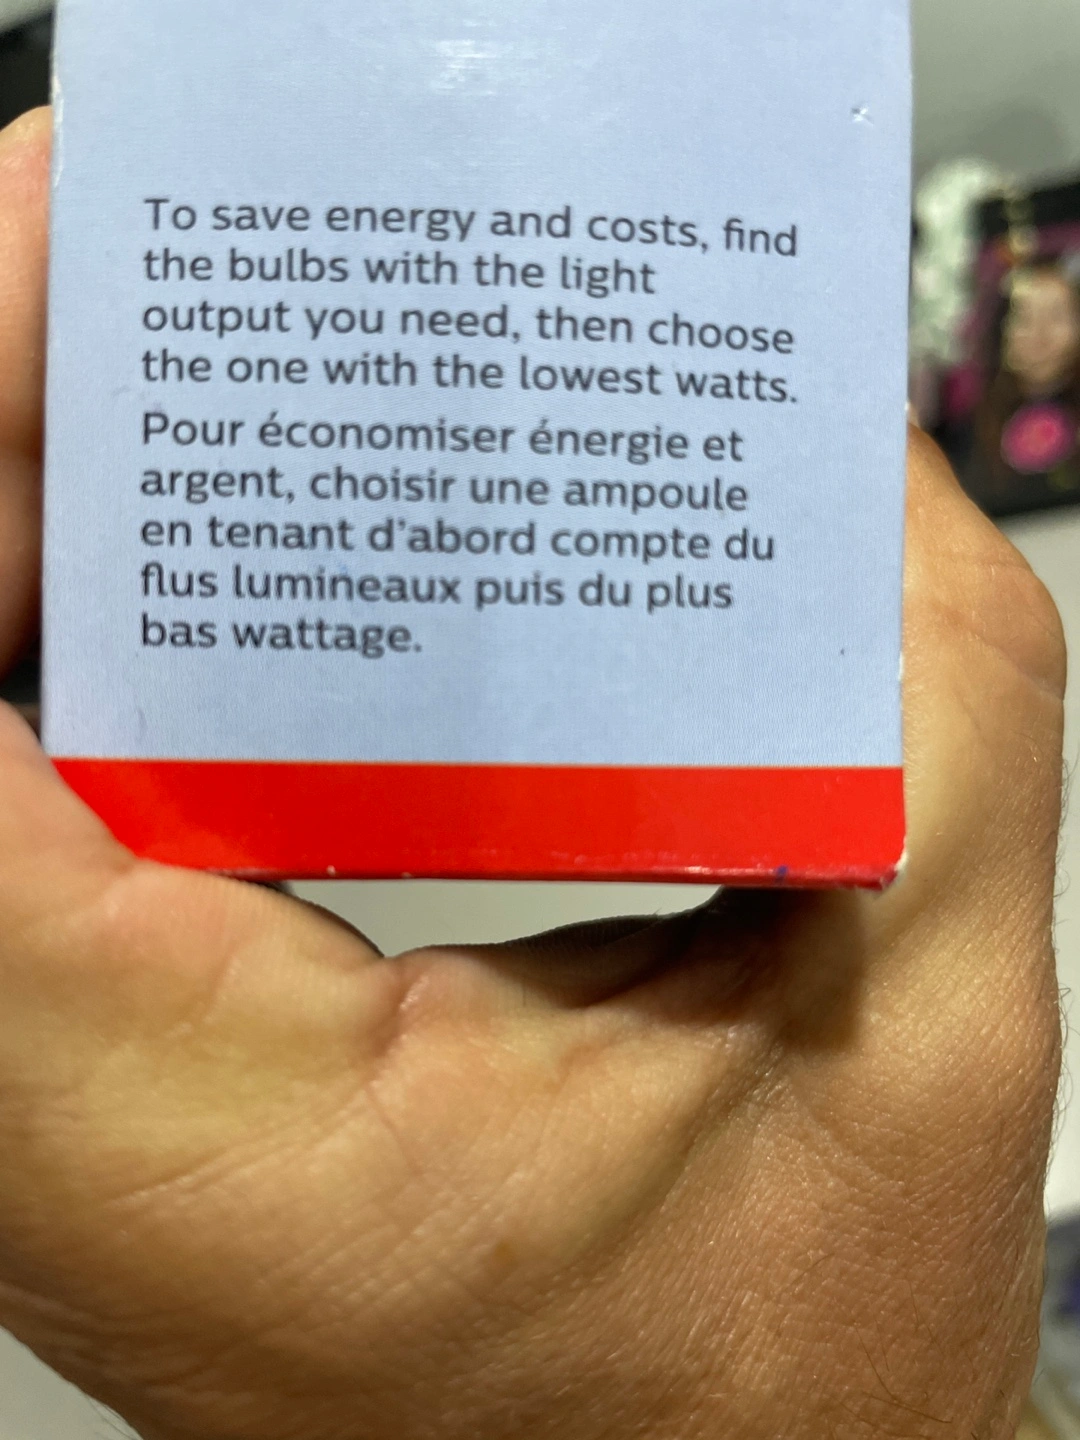 To save energy and costs, find
the bulbs with the light
output you need, then choose
the one with the lowest watts.
Pour économiser énergie et
argent, choisir une ampoule
en tenant d'abord compte du
flus lumineaux puis du plus
bas wattage.